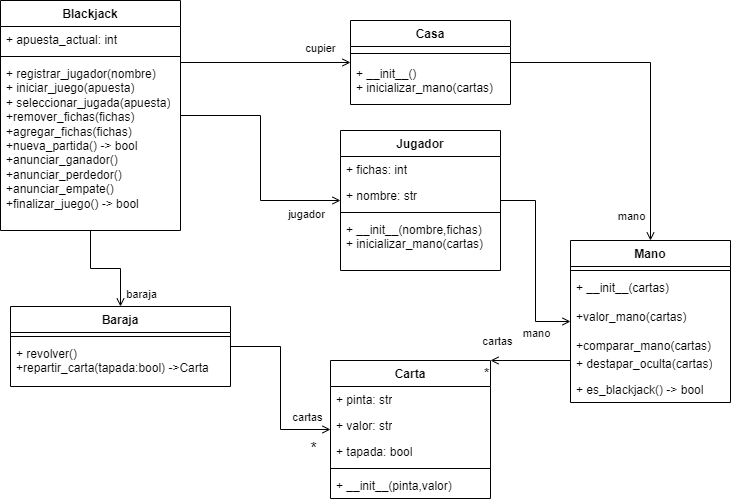 Blackjack
+ apuesta_actual: int
+ registrar_jugador(nombre)
+ iniciar_juego(apuesta)
+ seleccionar_jugada(apuesta)
+remover_fichas(fichas)
+agregar_fichas(fichas)
+nueva_partida() -> bool
+anunciar_ganador()
+anunciar_perdedor()
+anunciar_empate()
+finalizar_juego() -> bool
cupier
Casa
+ __init__()
+ inicializar_mano(cartas)
jugador
Jugador
+ fichas: int
+ nombre: str
+ __init__(nombre,fichas)
+ inicializar_mano(cartas)
mano
mano
Mano
+ __init__(cartas)
+valor_mano(cartas)
+comparar_mano(cartas)
+ destapar_oculta(cartas)
+ es_blackjack() -> bool
baraja
Baraja
+ revolver()
+repartir_carta(tapada:bool) ->Carta
cartas
*
cartas
*
Carta
+ pinta: str
+ valor: str
+ tapada: bool
+ __init__(pinta,valor)